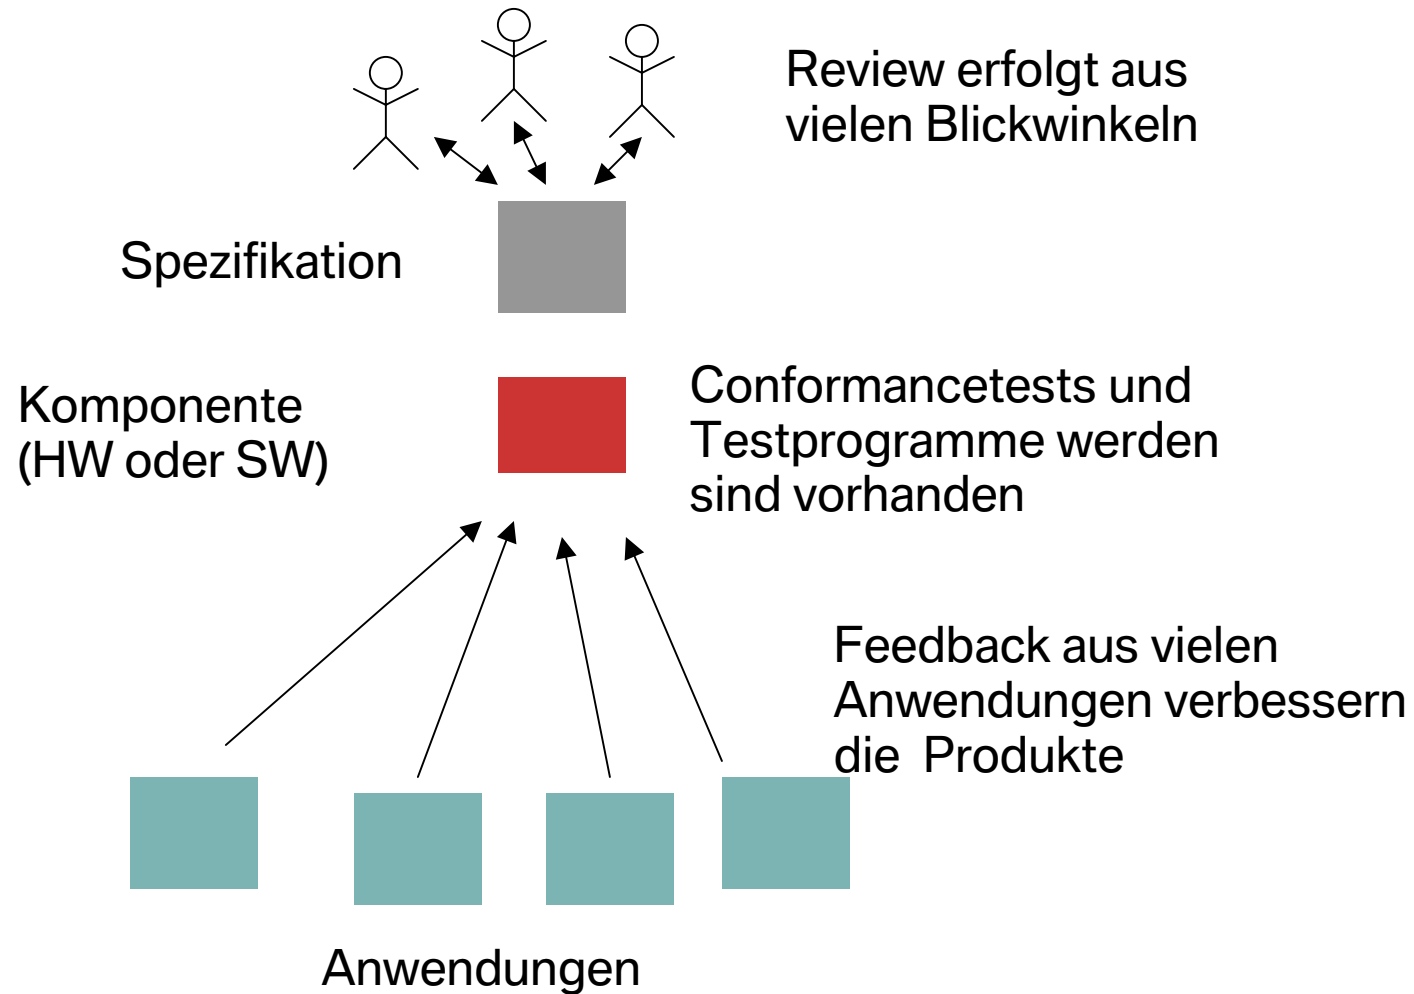 Review erfolgt aus
vielen Blickwinkeln
Spezifikation
Komponente
(HW oder SW)
Conformancetests und
Testprogramme werden
sind vorhanden
Feedback aus vielen
Anwendungen verbessern
die  Produkte
Anwendungen